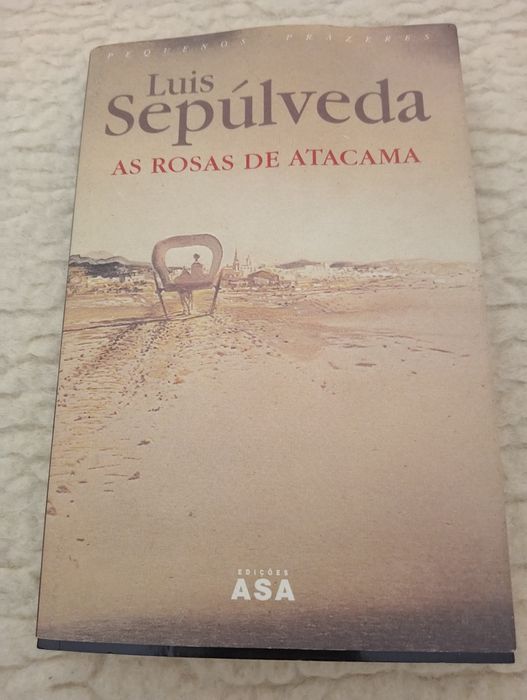 PEQUENOS PRAZERES
Luis
Sepúlveda
AS ROSAS DE ATACAMA
EDIÇÕES
ASA